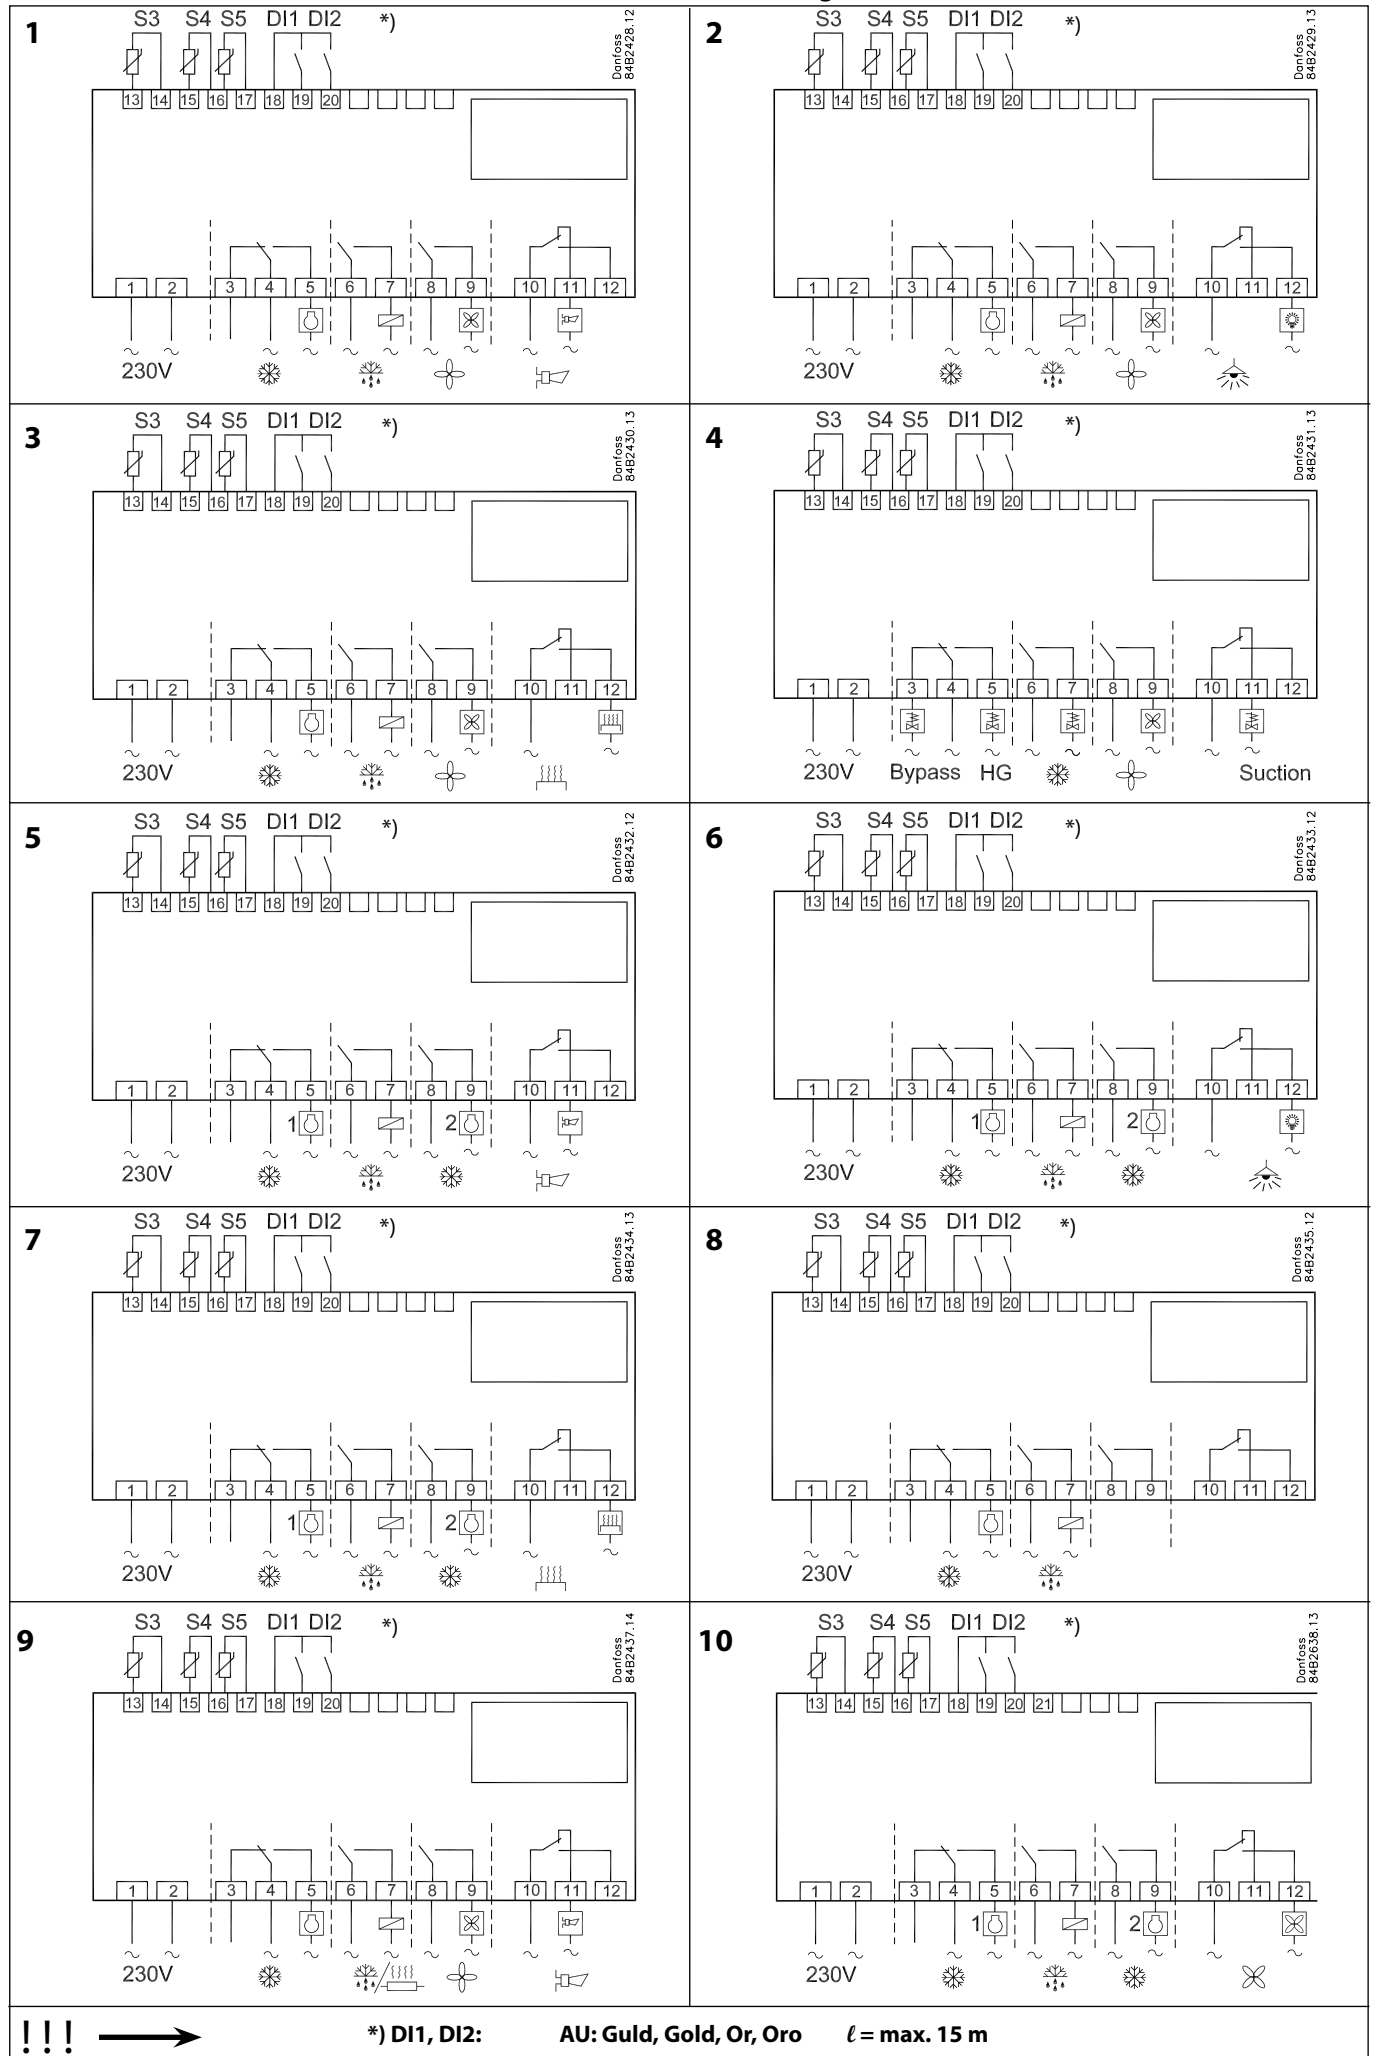 1
S3 S4 S5 DI1 DI2 *)
Danfoss
84B2428.12
13 14 15 16 17 18 19 20
1 2 3 4 5 6 7 8 9 10 11 12
230V
2
S3 S4 S5 DI1 DI2 *)
Danfoss
84B2429.13
13 14 15 16 17 18 19 20
1 2 3 4 5 6 7 8 9 10 11 12
230V
3
S3 S4 S5 DI1 DI2 *)
Danfoss
84B2430.13
13 14 15 16 17 18 19 20
1 2 3 4 5 6 7 8 9 10 11 12
230V
4
S3 S4 S5 DI1 DI2 *)
Danfoss
84B2431.13
13 14 15 16 17 18 19 20
1 2 3 4 5 6 7 8 9 10 11 12
230V Bypass HG Suction
5
S3 S4 S5 DI1 DI2 *)
Danfoss
84B2432.12
13 14 15 16 17 18 19 20
1 2 3 4 5 6 7 8 9 10 11 12
1 2
230V
6
S3 S4 S5 DI1 DI2 *)
Danfoss
84B2433.12
13 14 15 16 17 18 19 20
1 2 3 4 5 6 7 8 9 10 11 12
1 2
230V
7
S3 S4 S5 DI1 DI2 *)
Danfoss
84B2434.13
13 14 15 16 17 18 19 20
1 2 3 4 5 6 7 8 9 10 11 12
1 2
230V
8
S3 S4 S5 DI1 DI2 *)
Danfoss
84B2435.12
13 14 15 16 17 18 19 20
1 2 3 4 5 6 7 8 9 10 11 12
230V
9
S3 S4 S5 DI1 DI2 *)
Danfoss
84B2437.14
13 14 15 16 17 18 19 20
1 2 3 4 5 6 7 8 9 10 11 12
230V
10
S3 S4 S5 DI1 DI2 *)
Danfoss
84B2638.13
13 14 15 16 17 18 19 20 21
1 2 3 4 5 6 7 8 9 10 11 12
1 2
230V
!!! *) DI1, DI2: AU: Guld, Gold, Or, Oro ℓ = max. 15 m